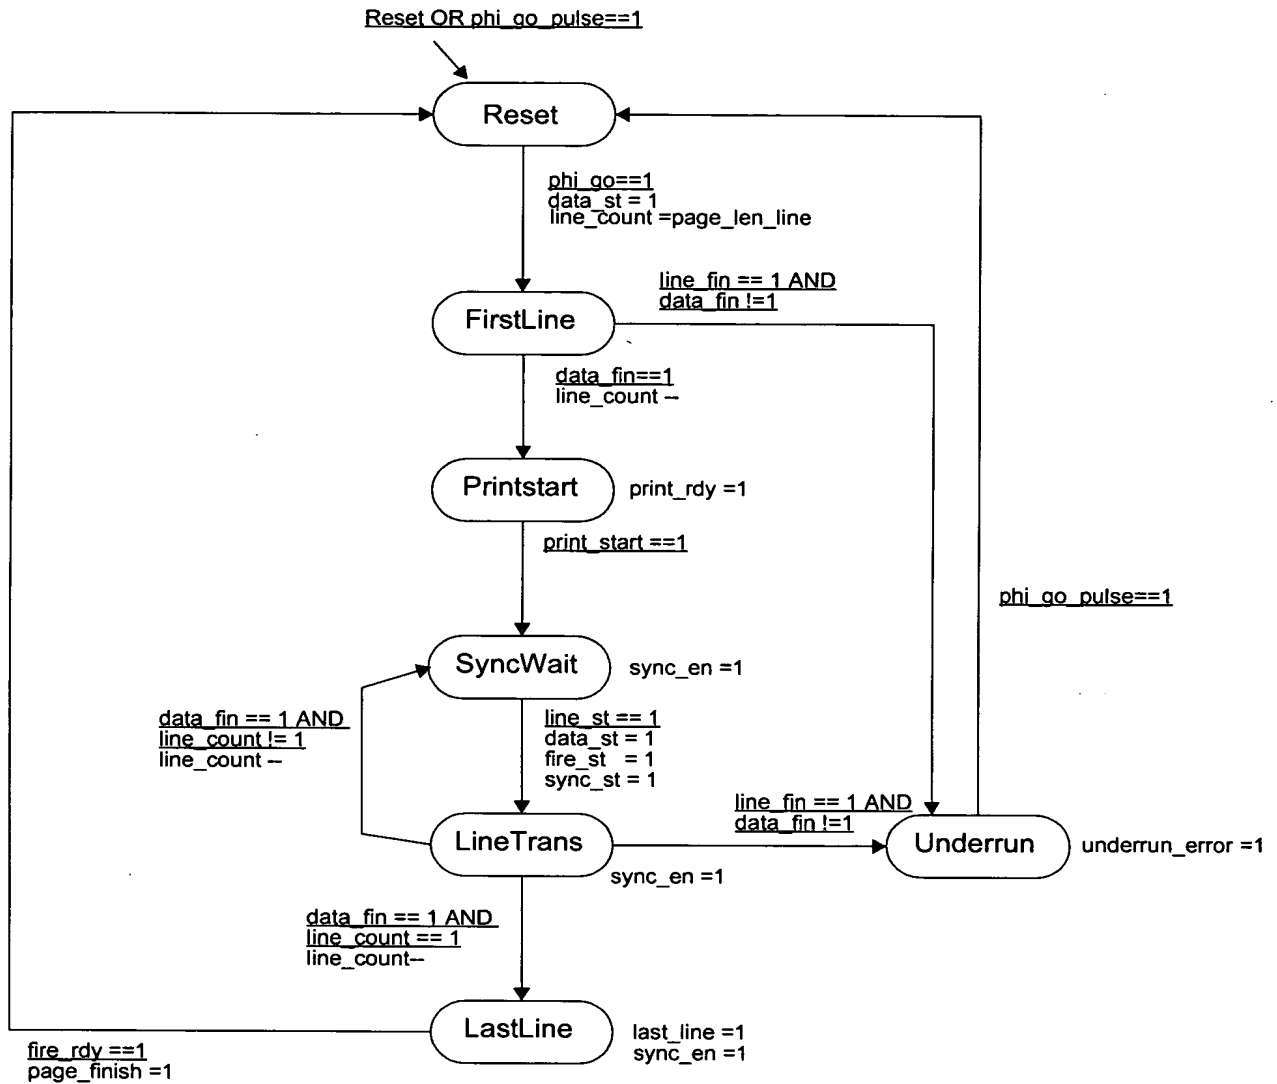 Reset OR phi_go_pulse==1
Reset
phi_go==1
data_st = 1
line_count =page_len_line
line_fin == 1 AND
data_fin !=1
FirstLine
data_fin==1
line_count --
Printstart
print_rdy =1
print_start ==1
phi_go_pulse==1
SyncWait
sync_en =1
data_fin == 1 AND
line_count != 1
line_count --
line_st == 1
data_st = 1
fire_st = 1
sync_st = 1
line_fin == 1 AND
data_fin !=1
LineTrans
sync_en =1
Underrun
underrun_error =1
data_fin == 1 AND
line_count == 1
line_count--
LastLine
last_line =1
sync_en =1
fire_rdy ==1
page_finish =1